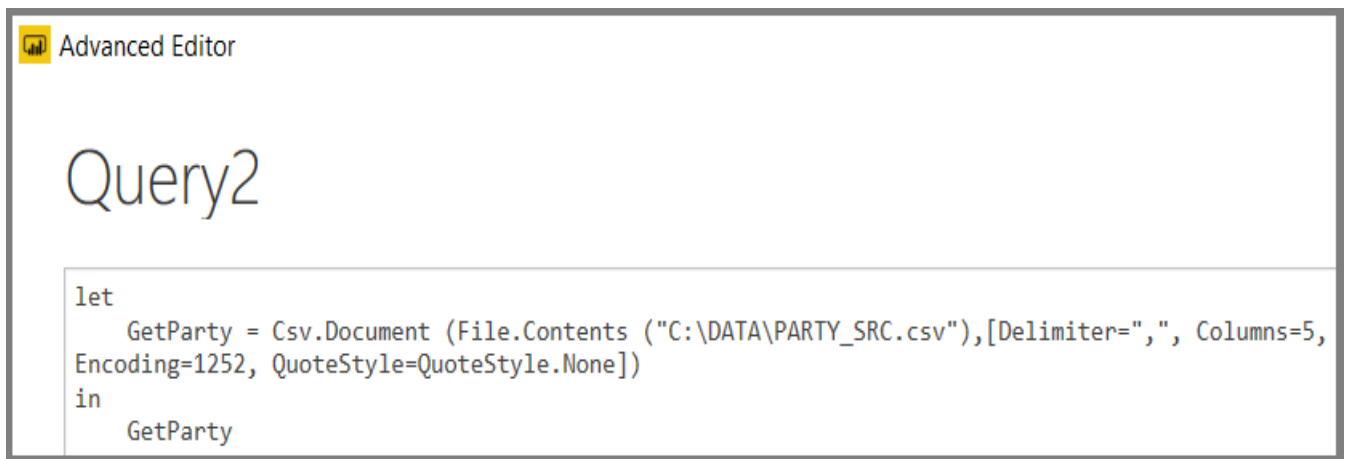 Advanced Editor
Query2
let
    GetParty = Csv.Document (File.Contents ("C:\DATA\PARTY_SRC.csv"),[Delimiter=",", Columns=5,
Encoding=1252, QuoteStyle=QuoteStyle.None])
in
    GetParty